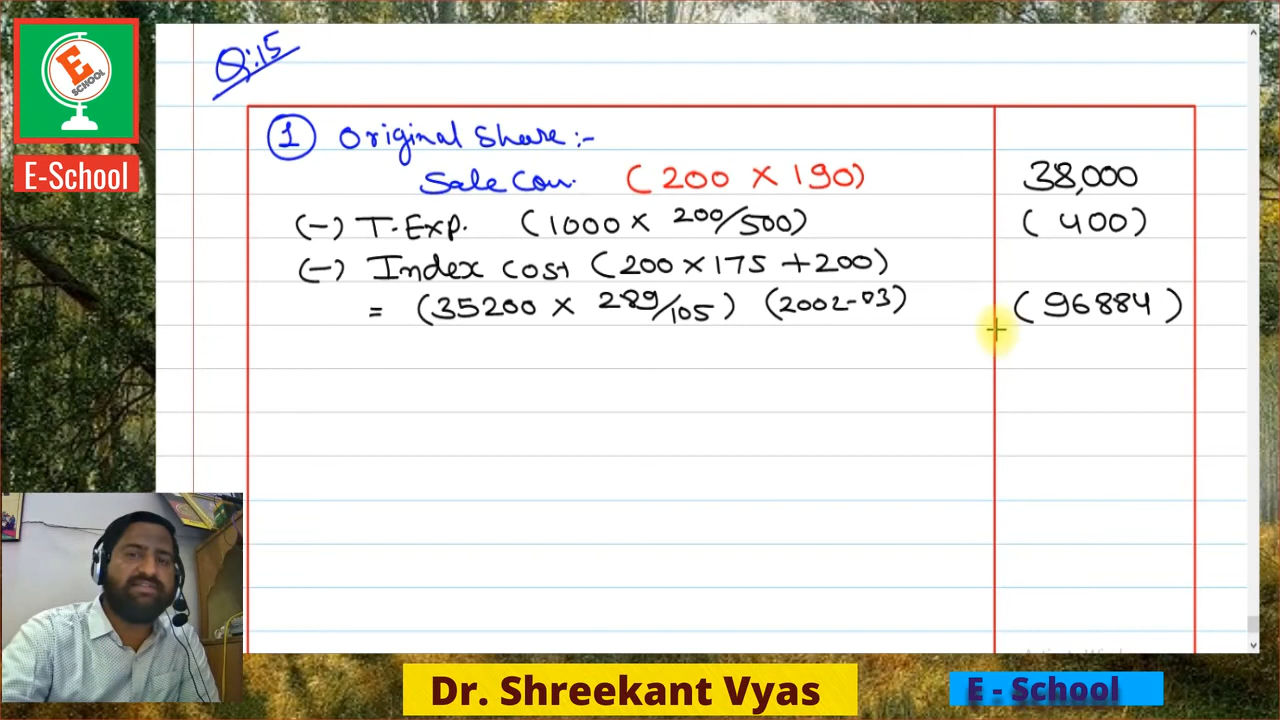 E
SCHOOL
E-School
Q:15
1 Original Share :-
Sale Con. (200 X 190) 38,000
(-) T. Exp. (1000 X 200/500) (400)
(-) Index cost (200 X 175 + 200)
= (35200 X 289/105) (2002-03) (96884)
Dr. Shreekant Vyas
E - School